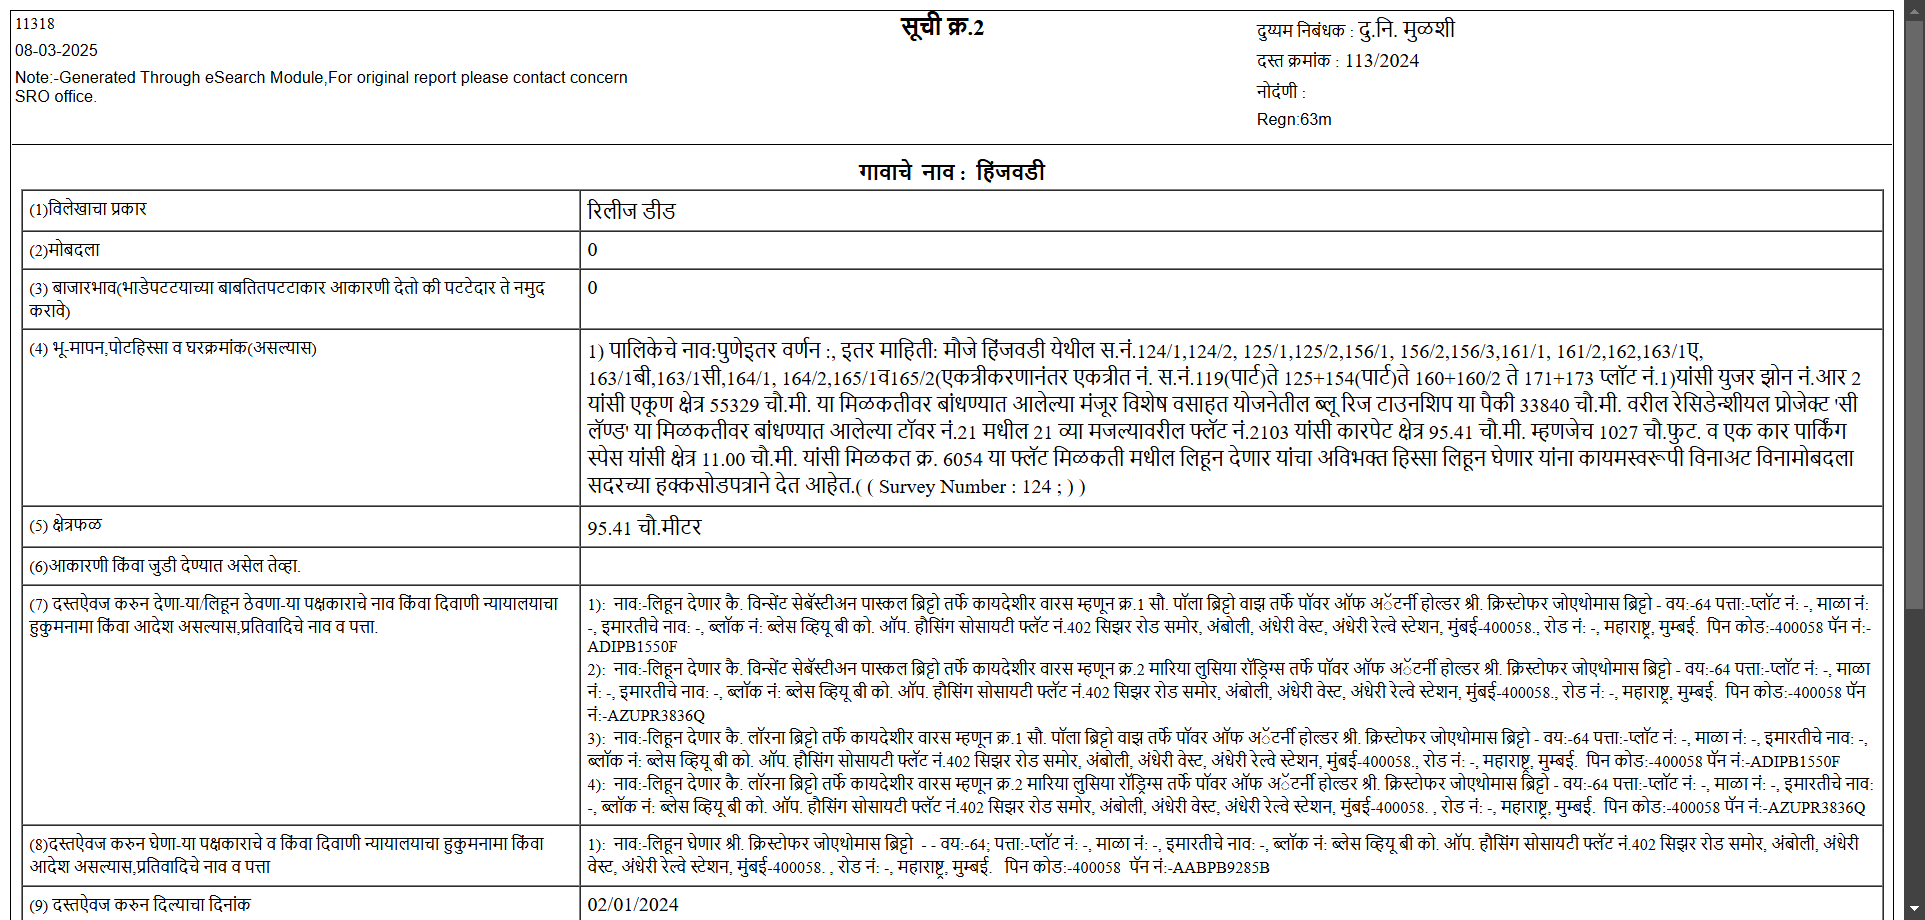 11318
08-03-2025
Note:-Generated Through eSearch Module,For original report please contact concern
SRO office.
सूची क्र.2
दुय्यम निबंधक : दु.नि. मुळशी
दस्त क्रमांक : 113/2024
नोदंणी :
Regn:63m
गावाचे नाव : हिंजवडी
(1)विलेखाचा प्रकार
रिलीज डीड
(2)मोबदला
0
(3) बाजारभाव(भाडेपटटयाच्या बाबतितपटटाकार आकारणी देतो की पटटेदार ते नमुद
करावे)
0
(4) भू-मापन,पोटहिस्सा व घरक्रमांक(असल्यास)
1) पालिकेचे नाव:पुणेइतर वर्णन :, इतर माहिती: मौजे हिंजवडी येथील स.नं.124/1,124/2, 125/1,125/2,156/1, 156/2,156/3,161/1, 161/2,162,163/1ए,
163/1बी,163/1सी,164/1, 164/2,165/1व165/2(एकत्रीकरणानंतर एकत्रीत नं. स.नं.119(पार्ट)ते 125+154(पार्ट)ते 160+160/2 ते 171+173 प्लॉट नं.1)यांसी युजर झोन नं.आर 2
यांसी एकूण क्षेत्र 55329 चौ.मी. या मिळकतीवर बांधण्यात आलेल्या मंजूर विशेष वसाहत योजनेतील ब्लू रिज टाउनशिप या पैकी 33840 चौ.मी. वरील रेसिडेन्शीयल प्रोजेक्ट 'सी
लॅण्ड' या मिळकतीवर बांधण्यात आलेल्या टॉवर नं.21 मधील 21 व्या मजल्यावरील फ्लॅट नं.2103 यांसी कारपेट क्षेत्र 95.41 चौ.मी. म्हणजेच 1027 चौ.फुट. व एक कार पार्किंग
स्पेस यांसी क्षेत्र 11.00 चौ.मी. यांसी मिळकत क्र. 6054 या फ्लॅट मिळकती मधील लिहून देणार यांचा अविभक्त हिस्सा लिहून घेणार यांना कायमस्वरूपी विनाअट विनामोबदला
सदरच्या हक्कसोडपत्राने देत आहेत.( ( Survey Number : 124 ; ) )
(5) क्षेत्रफळ
95.41 चौ.मीटर
(6)आकारणी किंवा जुडी देण्यात असेल तेव्हा.
(7) दस्तऐवज करुन देणा-या/लिहून ठेवणा-या पक्षकाराचे नाव किंवा दिवाणी न्यायालयाचा
हुकुमनामा किंवा आदेश असल्यास,प्रतिवादिचे नाव व पत्ता.
1): नाव:-लिहून देणार कै. विन्सेंट सेबॅस्टीअन पास्कल ब्रिट्टो तर्फे कायदेशीर वारस म्हणून क्र.1 सौ. पॉला ब्रिट्टो वाझ तर्फे पॉवर ऑफ अॅटर्नी होल्डर श्री. क्रिस्टोफर जोएथोमास ब्रिट्टो - वय:-64 पत्ता:-प्लॉट नं: -, माळा नं:
-, इमारतीचे नाव: -, ब्लॉक नं: ब्लेस व्हियू बी को. ऑप. हौसिंग सोसायटी फ्लॅट नं.402 सिझर रोड समोर, अंबोली, अंधेरी वेस्ट, अंधेरी रेल्वे स्टेशन, मुंबई-400058., रोड नं: -, महाराष्ट्र, मुम्बई. पिन कोड:-400058 पॅन नं:-
ADIPB1550F
2): नाव:-लिहून देणार कै. विन्सेंट सेबॅस्टीअन पास्कल ब्रिट्टो तर्फे कायदेशीर वारस म्हणून क्र.2 मारिया लुसिया रॉड्रिग्स तर्फे पॉवर ऑफ अॅटर्नी होल्डर श्री. क्रिस्टोफर जोएथोमास ब्रिट्टो - वय:-64 पत्ता:-प्लॉट नं: -, माळा
नं: -, इमारतीचे नाव: -, ब्लॉक नं: ब्लेस व्हियू बी को. ऑप. हौसिंग सोसायटी फ्लॅट नं.402 सिझर रोड समोर, अंबोली, अंधेरी वेस्ट, अंधेरी रेल्वे स्टेशन, मुंबई-400058., रोड नं: -, महाराष्ट्र, मुम्बई. पिन कोड:-400058 पॅन
नं:-AZUPR3836Q
3): नाव:-लिहून देणार कै. लॉरना ब्रिट्टो तर्फे कायदेशीर वारस म्हणून क्र.1 सौ. पॉला ब्रिट्टो वाझ तर्फे पॉवर ऑफ अॅटर्नी होल्डर श्री. क्रिस्टोफर जोएथोमास ब्रिट्टो - वय:-64 पत्ता:-प्लॉट नं: -, माळा नं: -, इमारतीचे नाव: -,
ब्लॉक नं: ब्लेस व्हियू बी को. ऑप. हौसिंग सोसायटी फ्लॅट नं.402 सिझर रोड समोर, अंबोली, अंधेरी वेस्ट, अंधेरी रेल्वे स्टेशन, मुंबई-400058., रोड नं: -, महाराष्ट्र, मुम्बई. पिन कोड:-400058 पॅन नं:-ADIPB1550F
4): नाव:-लिहून देणार कै. लॉरना ब्रिट्टो तर्फे कायदेशीर वारस म्हणून क्र.2 मारिया लुसिया रॉड्रिग्स तर्फे पॉवर ऑफ अॅटर्नी होल्डर श्री. क्रिस्टोफर जोएथोमास ब्रिट्टो - वय:-64 पत्ता:-प्लॉट नं: -, माळा नं: -, इमारतीचे नाव:
-, ब्लॉक नं: ब्लेस व्हियू बी को. ऑप. हौसिंग सोसायटी फ्लॅट नं.402 सिझर रोड समोर, अंबोली, अंधेरी वेस्ट, अंधेरी रेल्वे स्टेशन, मुंबई-400058. , रोड नं: -, महाराष्ट्र, मुम्बई. पिन कोड:-400058 पॅन नं:-AZUPR3836Q
(8)दस्तऐवज करुन घेणा-या पक्षकाराचे व किंवा दिवाणी न्यायालयाचा हुकुमनामा किंवा
आदेश असल्यास,प्रतिवादिचे नाव व पत्ता
1): नाव:-लिहून घेणार श्री. क्रिस्टोफर जोएथोमास ब्रिट्टो - - वय:-64; पत्ता:-प्लॉट नं: -, माळा नं: -, इमारतीचे नाव: -, ब्लॉक नं: ब्लेस व्हियू बी को. ऑप. हौसिंग सोसायटी फ्लॅट नं.402 सिझर रोड समोर, अंबोली, अंधेरी
वेस्ट, अंधेरी रेल्वे स्टेशन, मुंबई-400058. , रोड नं: -, महाराष्ट्र, मुम्बई. पिन कोड:-400058 पॅन नं:-AABPB9285B
(9) दस्तऐवज करुन दिल्याचा दिनांक
02/01/2024